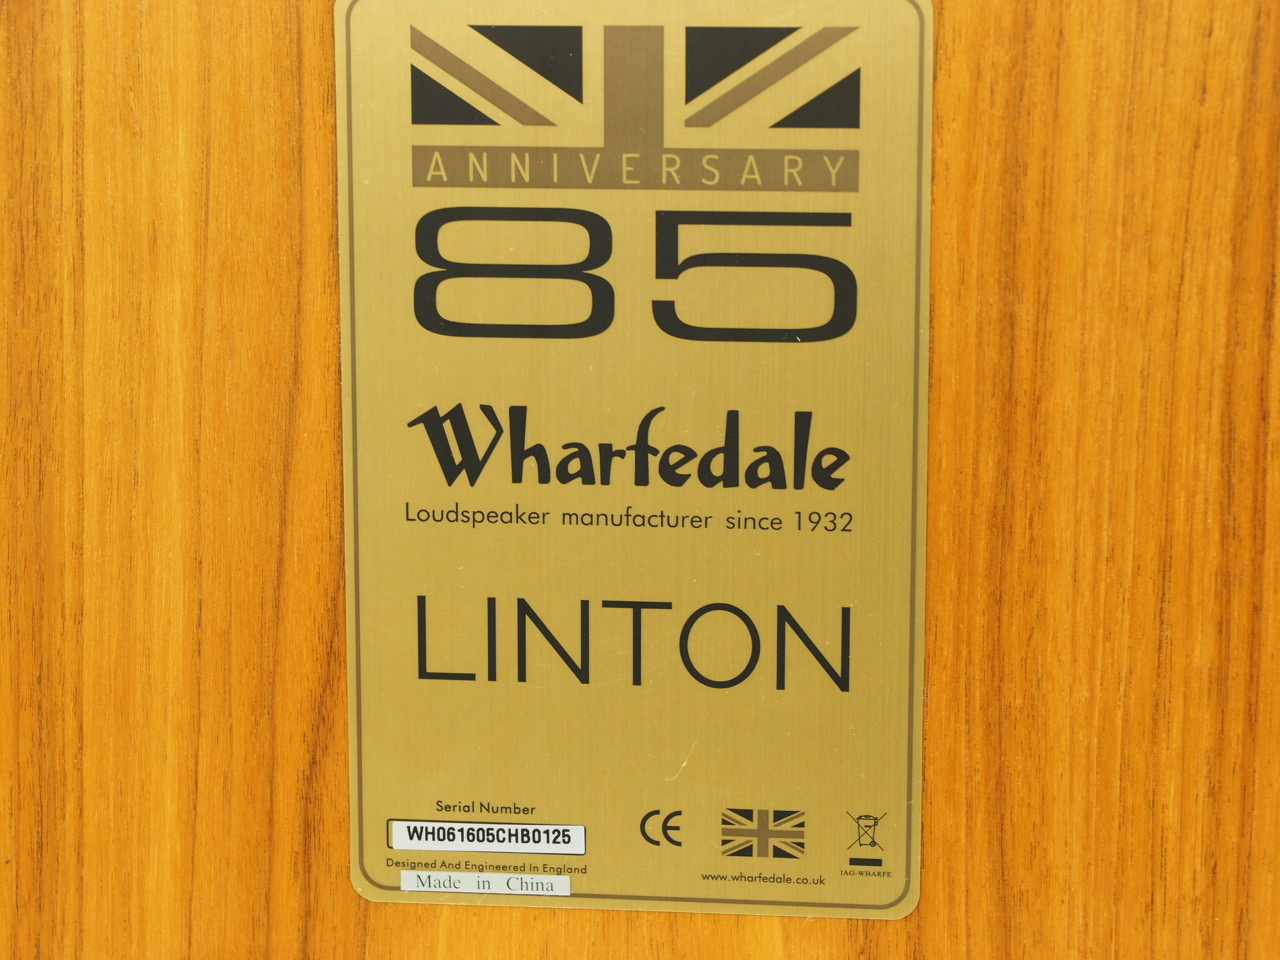 ANNIVERSARY
85
Wharfedale
Loudspeaker manufacturer since 1932
LINTON
Serial Number
WH061605CHB0125
Designed And Engineered In England
Made in China
CE
www.wharfedale.co.uk
IAG-WHARFE